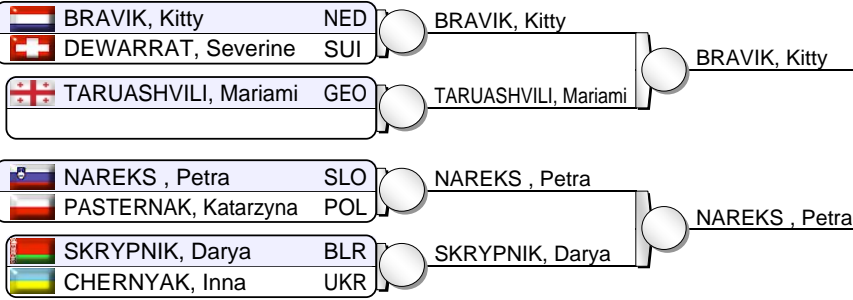 BRAVIK, Kitty NED
DEWARRAT, Severine SUI
TARUASHVILI, Mariami GEO
NAREKS , Petra SLO
PASTERNAK, Katarzyna POL
SKRYPNIK, Darya BLR
CHERNYAK, Inna UKR
BRAVIK, Kitty
TARUASHVILI, Mariami
NAREKS , Petra
SKRYPNIK, Darya
BRAVIK, Kitty
NAREKS , Petra